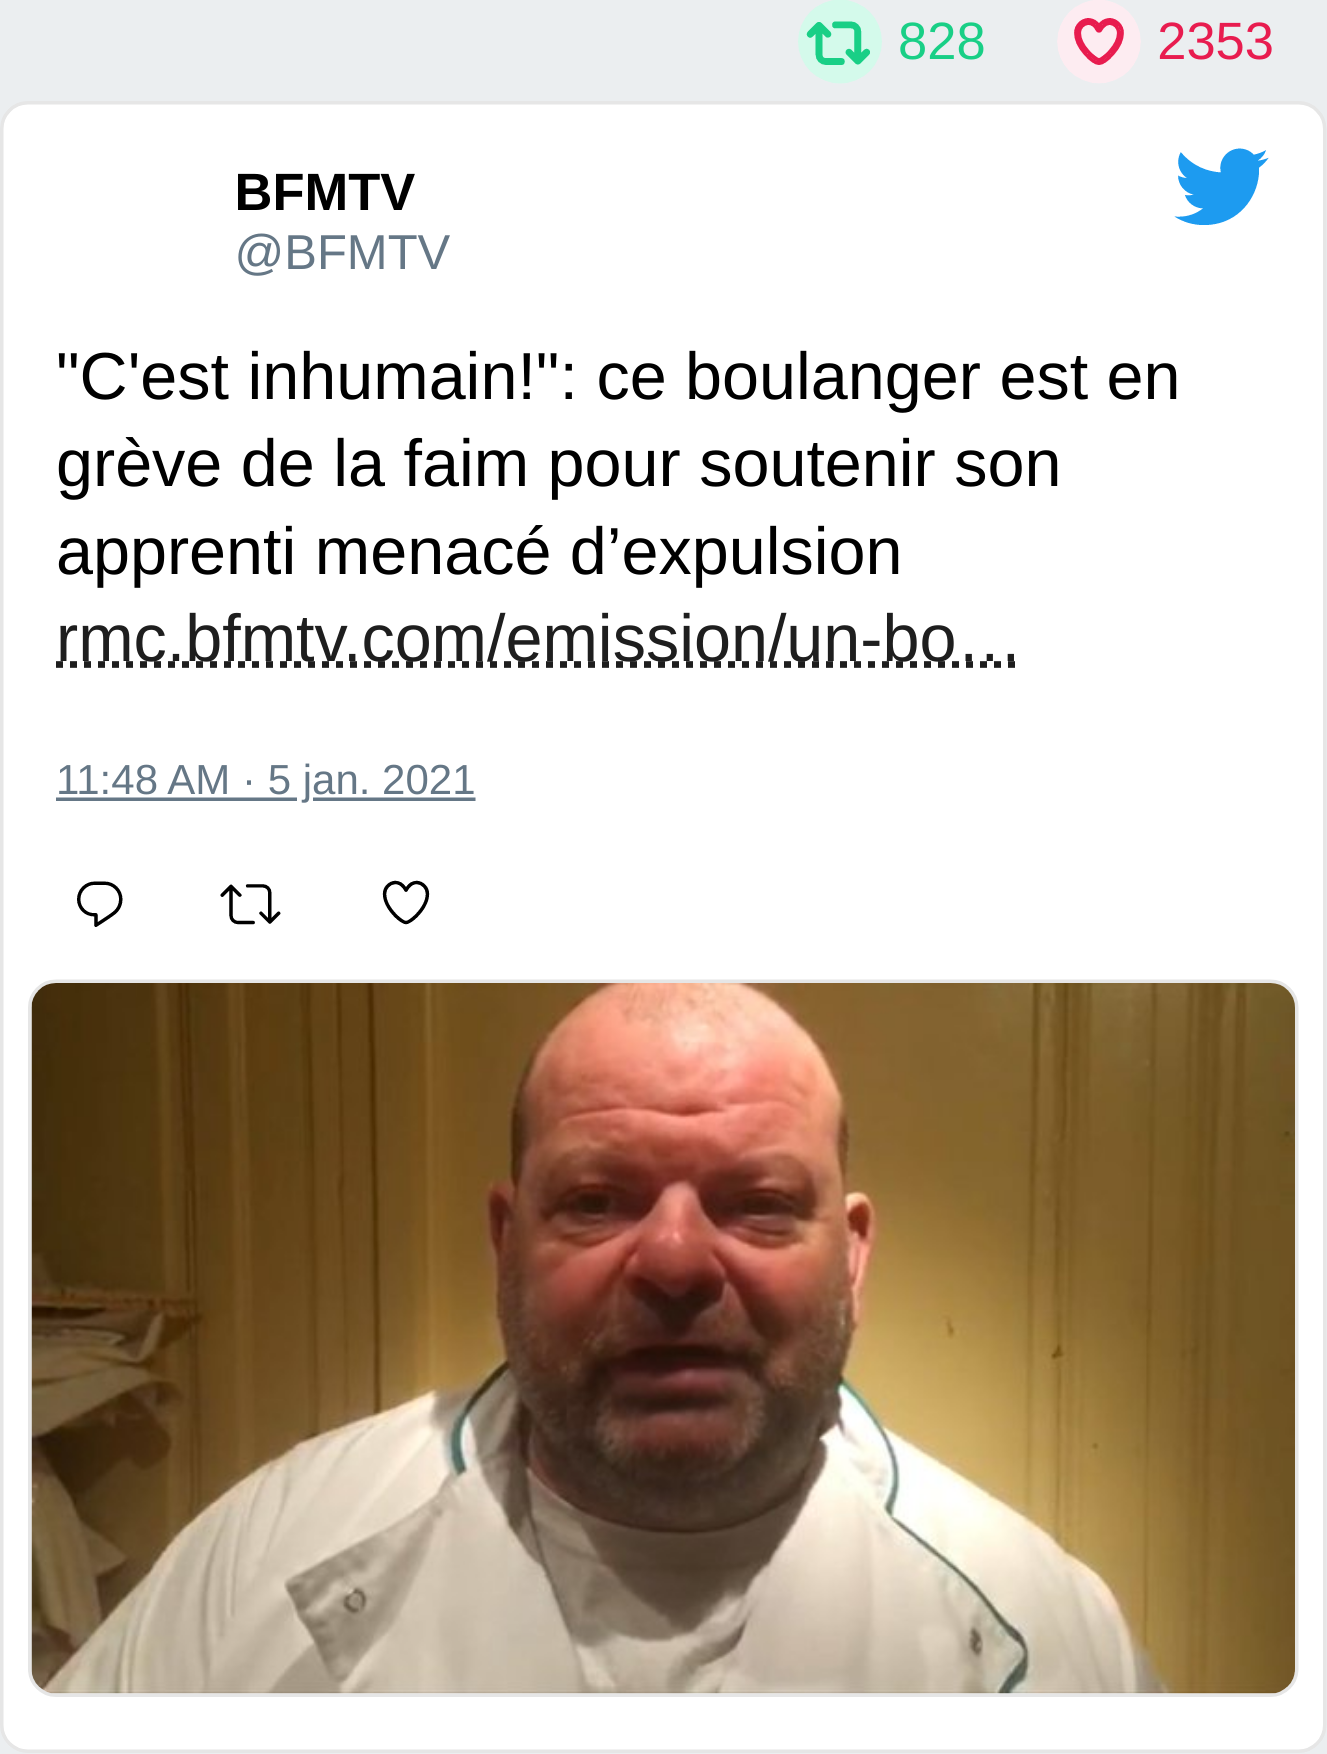 828 2353
BFMTV
@BFMTV
"C'est inhumain!": ce boulanger est en
grève de la faim pour soutenir son
apprenti menacé d’expulsion
rmc.bfmtv.com/emission/un-bo…
11:48 AM · 5 jan. 2021